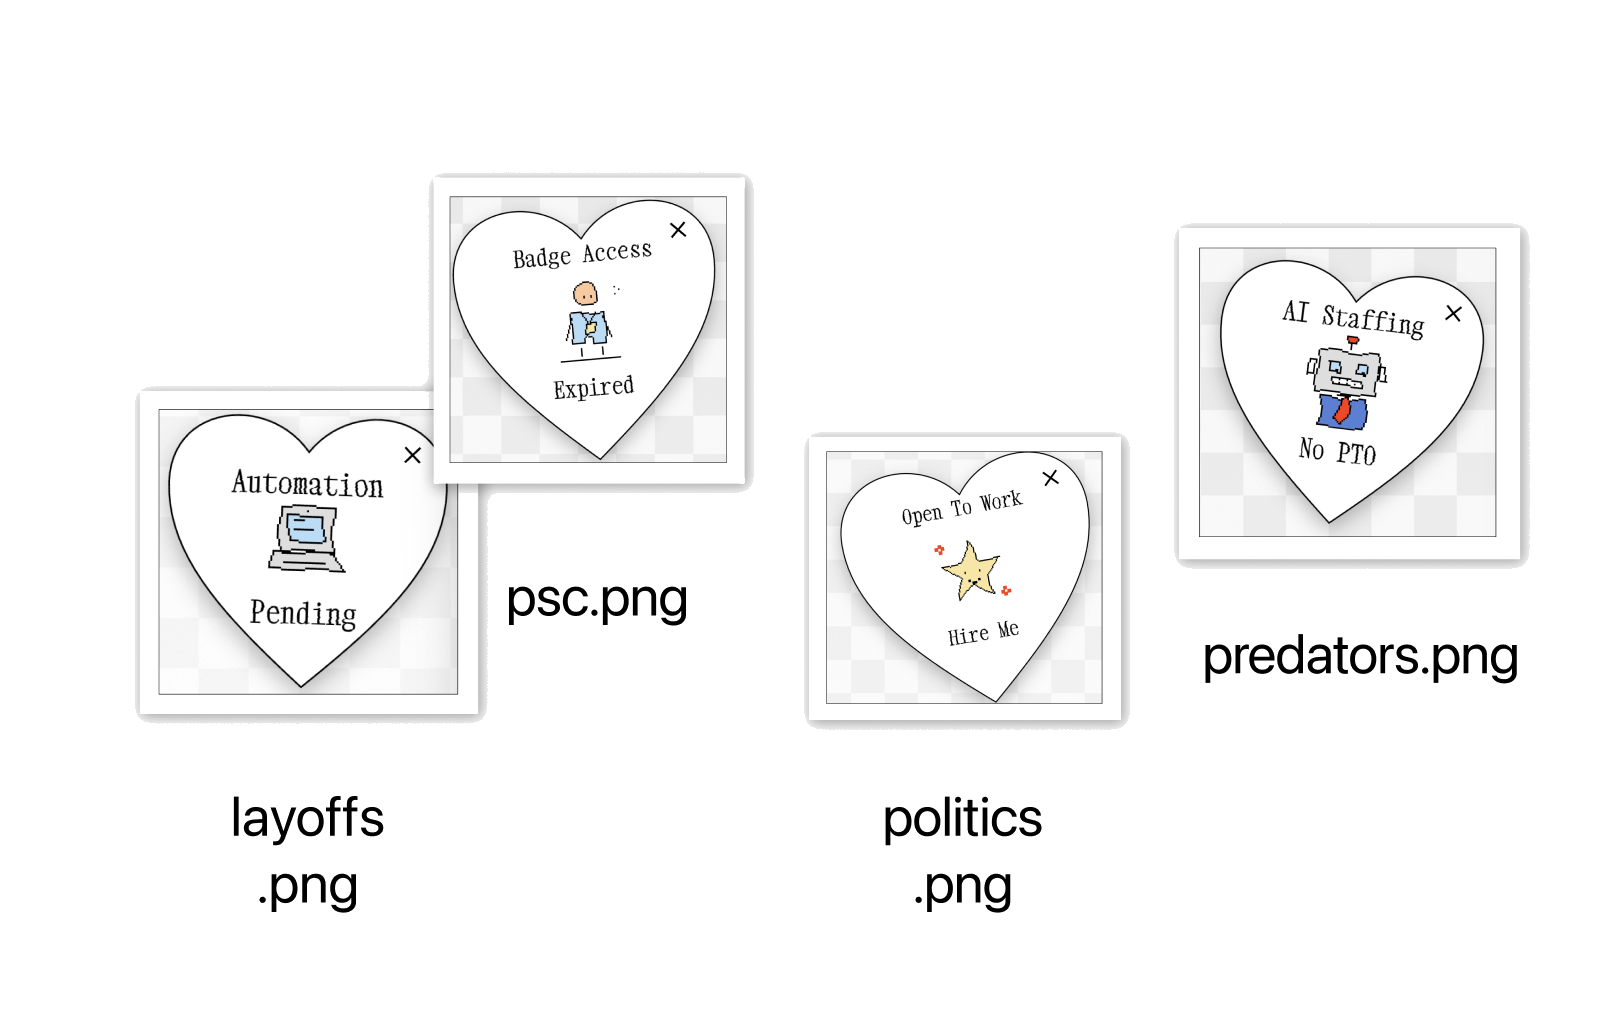 Automation
Pending
layoffs
.png
Badge Access
Expired
psc.png
Open To Work
Hire Me
politics
.png
AI Staffing
No PTO
predators.png